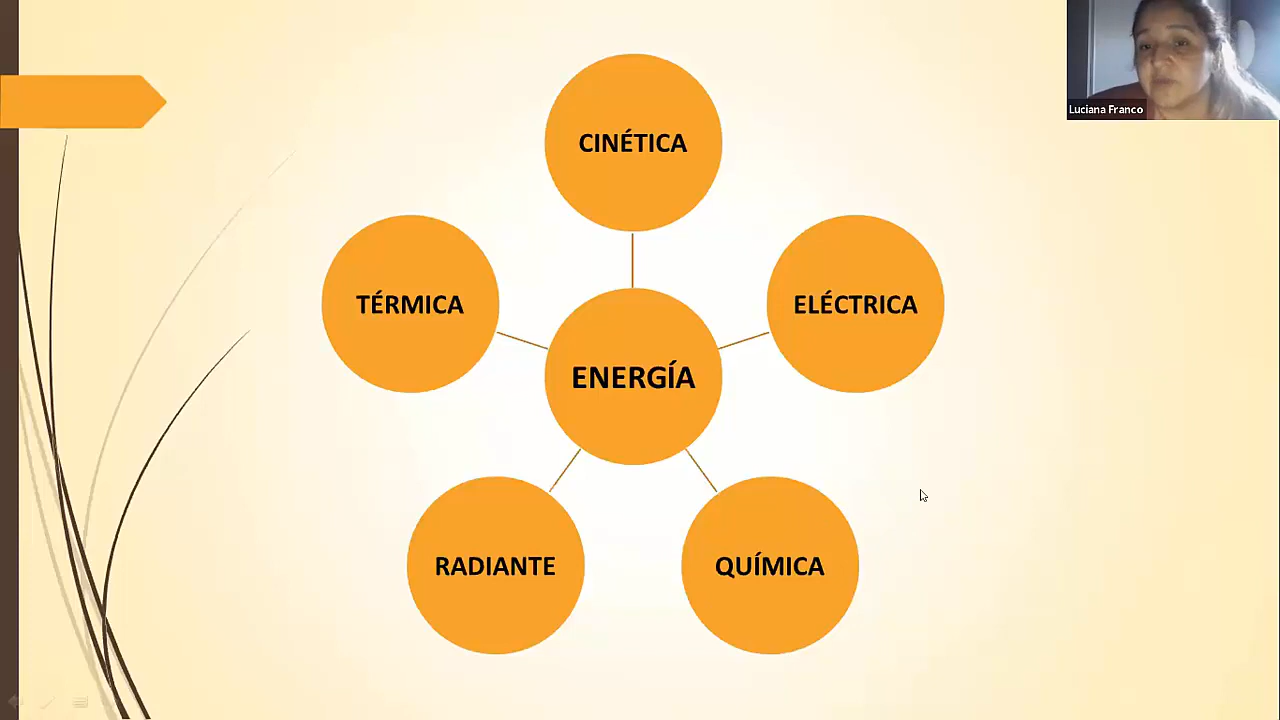 CINÉTICA
Luciana Franco
TÉRMICA
ELÉCTRICA
ENERGÍA
RADIANTE
QUÍMICA